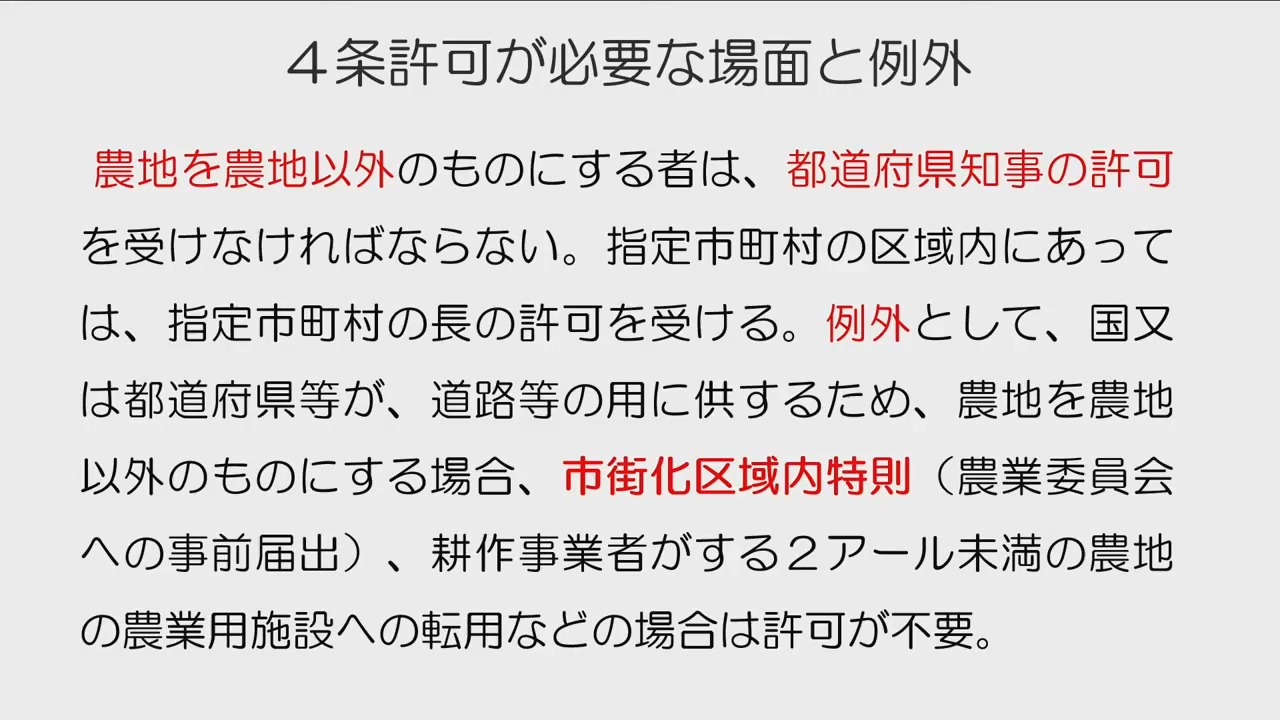 ４条許可が必要な場面と例外
農地を農地以外のものにする者は、都道府県知事の許可
を受けなければならない。指定市町村の区域内にあって
は、指定市町村の長の許可を受ける。例外として、国又
は都道府県等が、道路等の用に供するため、農地を農地
以外のものにする場合、市街化区域内特則（農業委員会
への事前届出）、耕作事業者がする２アール未満の農地
の農業用施設への転用などの場合は許可が不要。